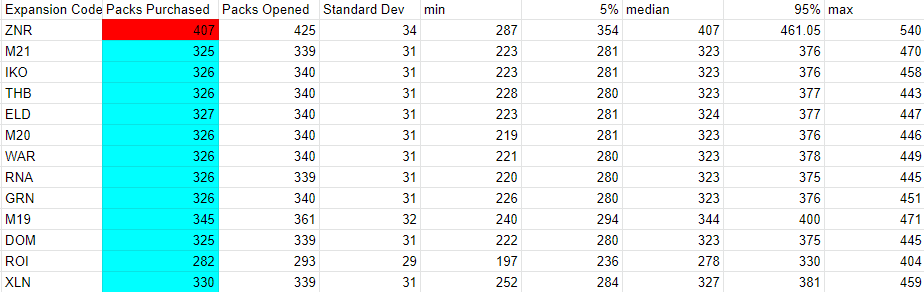 Expansion Code Packs Purchased Packs Opened Standard Dev min 5% median 95% max
ZNR 407 425 34 287 354 407 461.05 540
M21 325 339 31 223 281 323 376 470
IKO 326 340 31 223 281 323 376 458
THB 326 340 31 228 280 323 377 443
ELD 327 340 31 223 281 324 377 447
M20 326 340 31 219 281 323 376 446
WAR 326 340 31 221 280 323 378 449
RNA 326 339 31 220 280 323 375 445
GRN 326 340 31 226 280 323 376 451
M19 345 361 32 240 294 344 400 471
DOM 325 339 31 222 280 323 375 445
ROI 282 293 29 197 236 278 330 404
XLN 330 339 31 252 284 327 381 459